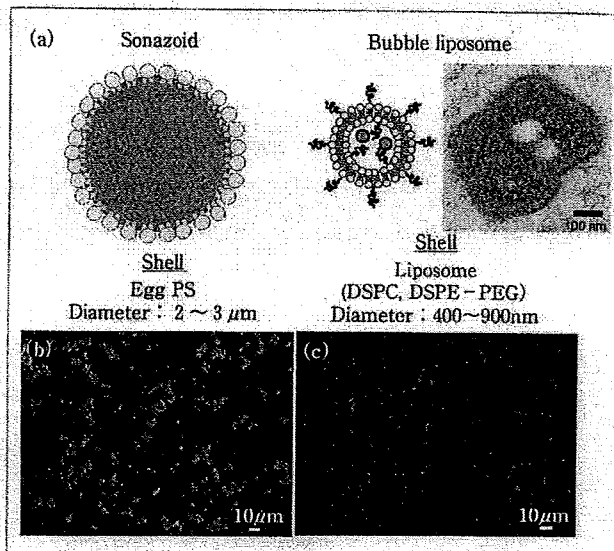 (a) Sonazoid
Bubble liposome
100 nm
Shell
Egg PS
Diameter : 2～3 μm
Shell
Liposome
(DSPC, DSPE－PEG)
Diameter : 400～900nm
(b)
10μm
(c)
10μm